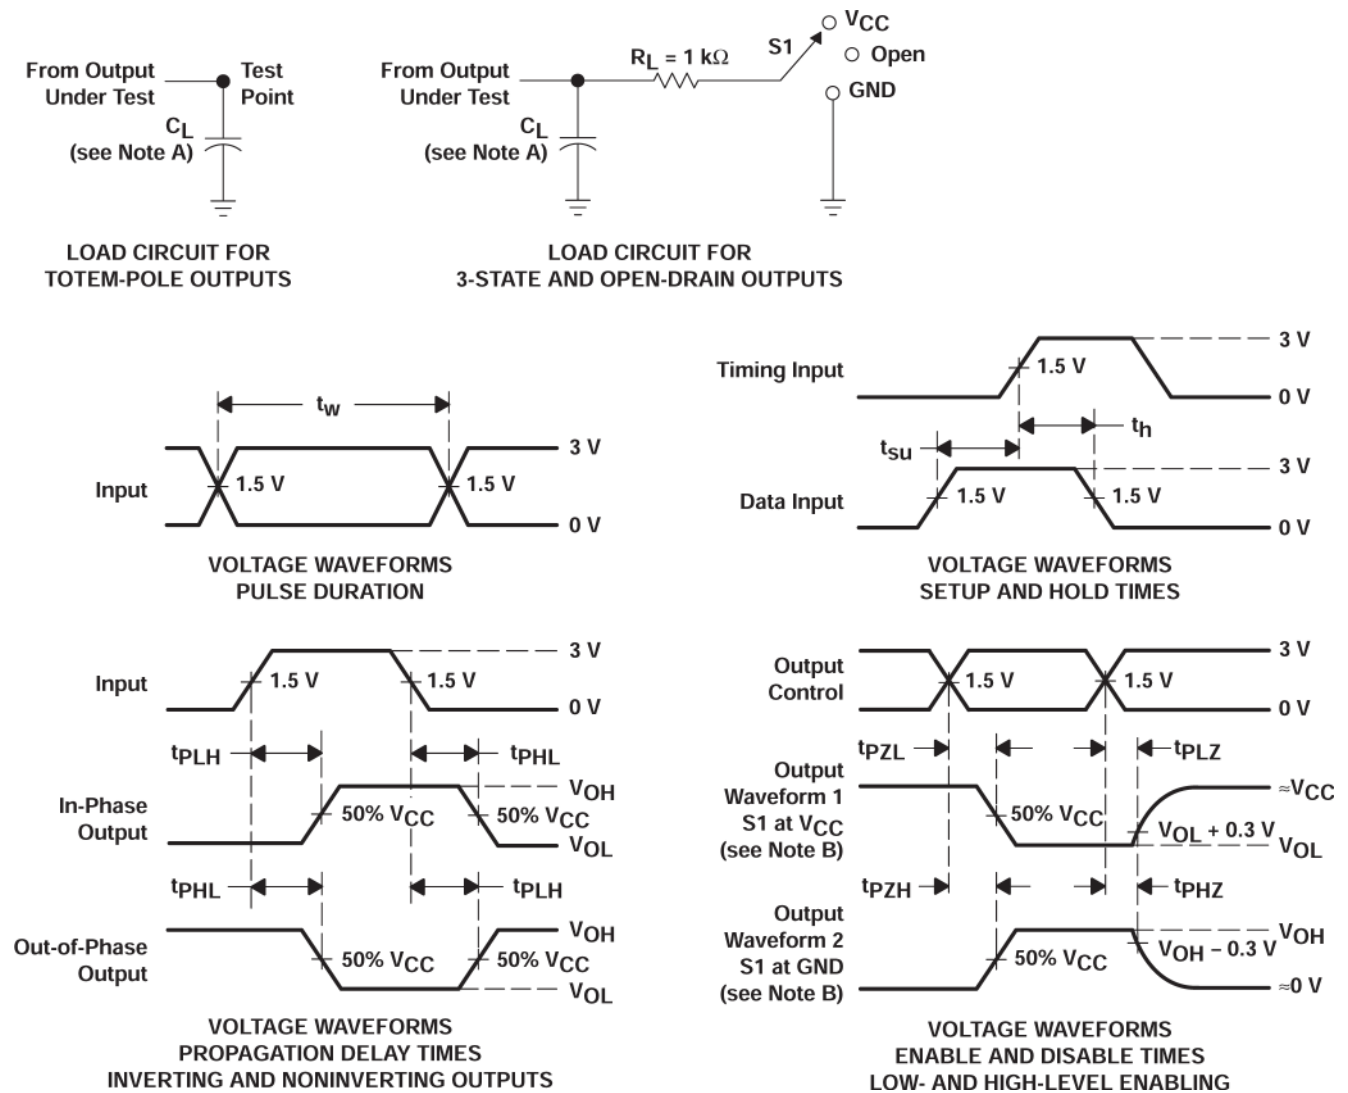 From Output
Under Test
Test
Point
CL
(see Note A)
LOAD CIRCUIT FOR
TOTEM-POLE OUTPUTS
From Output
Under Test
RL = 1 kΩ
S1
VCC
Open
GND
CL
(see Note A)
LOAD CIRCUIT FOR
3-STATE AND OPEN-DRAIN OUTPUTS
tw
Input
1.5 V
1.5 V
3 V
0 V
VOLTAGE WAVEFORMS
PULSE DURATION
Timing Input
1.5 V
3 V
0 V
th
tsu
Data Input
1.5 V
1.5 V
3 V
0 V
VOLTAGE WAVEFORMS
SETUP AND HOLD TIMES
Input
1.5 V
1.5 V
3 V
0 V
tPLH
tPHL
In-Phase
Output
50% VCC
50% VCC
VOH
VOL
tPHL
tPLH
Out-of-Phase
Output
50% VCC
50% VCC
VOH
VOL
VOLTAGE WAVEFORMS
PROPAGATION DELAY TIMES
INVERTING AND NONINVERTING OUTPUTS
Output
Control
1.5 V
1.5 V
3 V
0 V
tPZL
tPLZ
Output
Waveform 1
S1 at VCC
(see Note B)
50% VCC
VOL + 0.3 V
≈VCC
VOL
tPZH
tPHZ
Output
Waveform 2
S1 at GND
(see Note B)
50% VCC
VOH − 0.3 V
VOH
≈0 V
VOLTAGE WAVEFORMS
ENABLE AND DISABLE TIMES
LOW- AND HIGH-LEVEL ENABLING